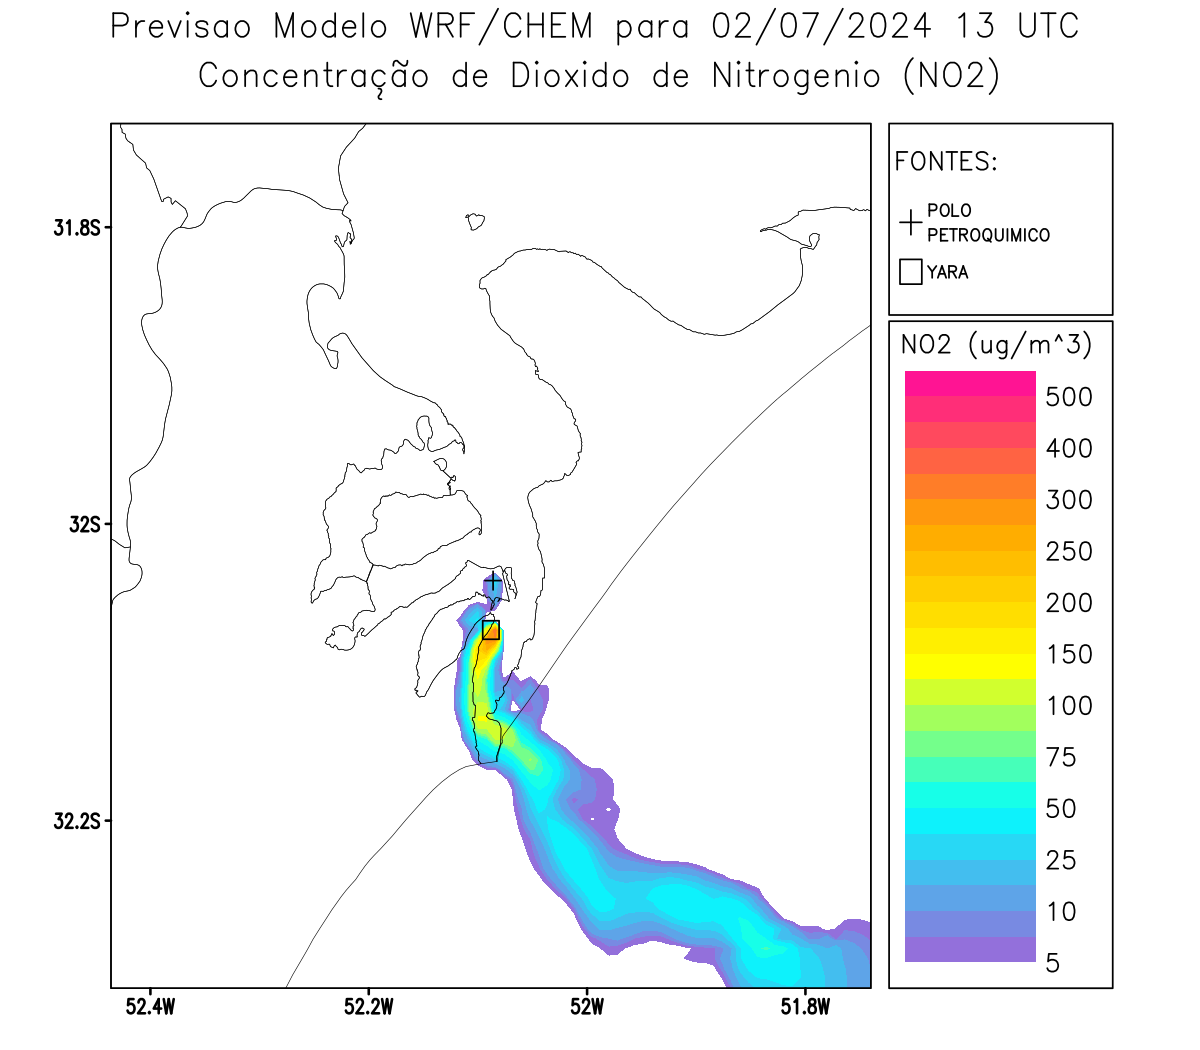 Previsao Modelo WRF/CHEM para 02/07/2024 13 UTC
Concentração de Dioxido de Nitrogenio (NO2)
FONTES:
POLO
PETROQUIMICO
YARA
NO2 (ug/m^3)
500
400
300
250
200
150
100
75
50
25
10
5
31.8S
32S
32.2S
52.4W 52.2W 52W 51.8W